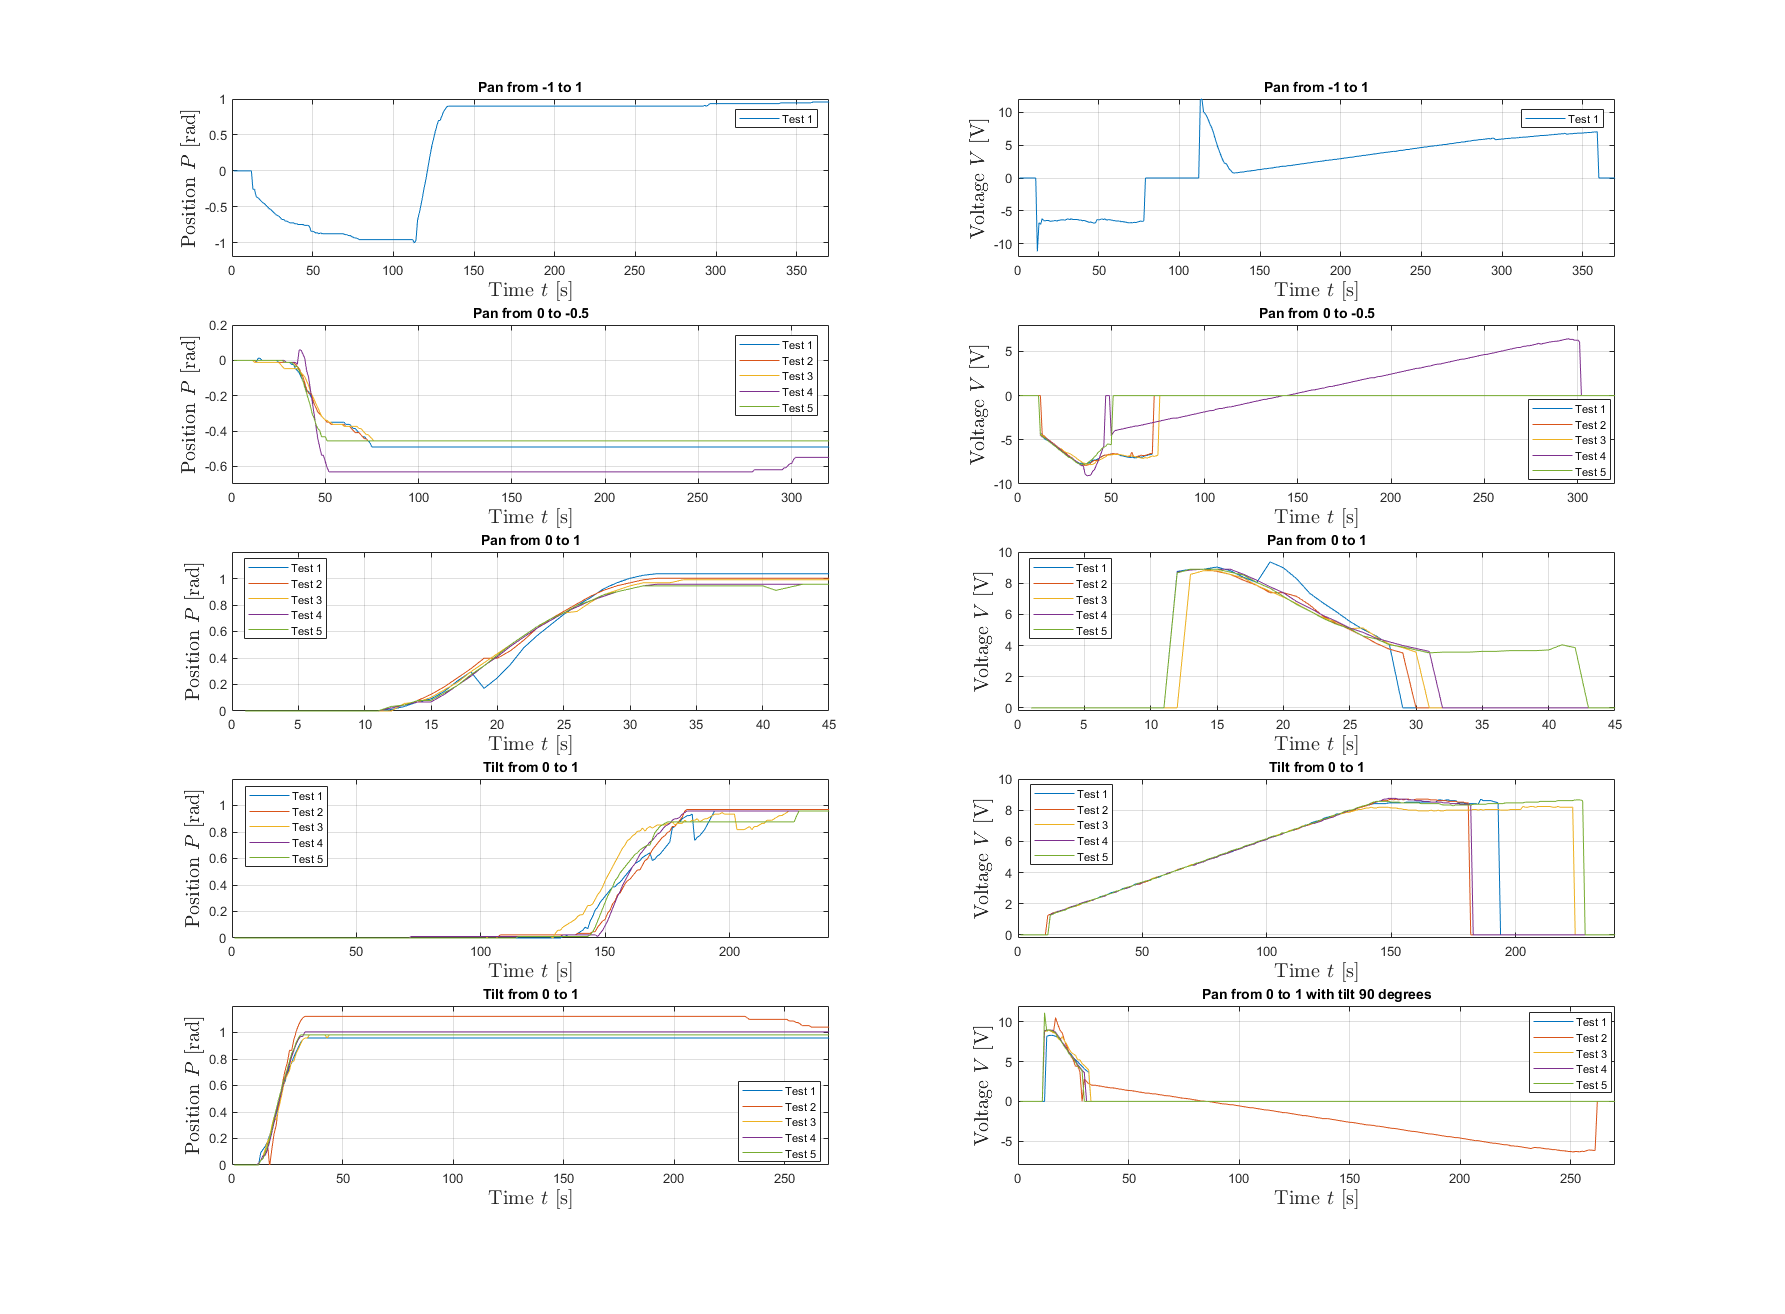 Pan from -1 to 1
Position P [rad]
1
0.5
0
-0.5
-1
Test 1
0 50 100 150 200 250 300 350
Time t [s]
Pan from -1 to 1
Voltage V [V]
10
5
0
-5
-10
Test 1
0 50 100 150 200 250 300 350
Time t [s]
Pan from 0 to -0.5
Position P [rad]
0.2
0
-0.2
-0.4
-0.6
Test 1
Test 2
Test 3
Test 4
Test 5
0 50 100 150 200 250 300
Time t [s]
Pan from 0 to -0.5
Voltage V [V]
5
0
-5
-10
Test 1
Test 2
Test 3
Test 4
Test 5
0 50 100 150 200 250 300
Time t [s]
Pan from 0 to 1
Position P [rad]
1
0.8
0.6
0.4
0.2
0
Test 1
Test 2
Test 3
Test 4
Test 5
0 5 10 15 20 25 30 35 40 45
Time t [s]
Pan from 0 to 1
Voltage V [V]
10
8
6
4
2
0
Test 1
Test 2
Test 3
Test 4
Test 5
0 5 10 15 20 25 30 35 40 45
Time t [s]
Tilt from 0 to 1
Position P [rad]
1
0.8
0.6
0.4
0.2
0
Test 1
Test 2
Test 3
Test 4
Test 5
0 50 100 150 200
Time t [s]
Tilt from 0 to 1
Voltage V [V]
10
8
6
4
2
0
Test 1
Test 2
Test 3
Test 4
Test 5
0 50 100 150 200
Time t [s]
Tilt from 0 to 1
Position P [rad]
1
0.8
0.6
0.4
0.2
0
Test 1
Test 2
Test 3
Test 4
Test 5
0 50 100 150 200 250
Time t [s]
Pan from 0 to 1 with tilt 90 degrees
Voltage V [V]
10
5
0
-5
Test 1
Test 2
Test 3
Test 4
Test 5
0 50 100 150 200 250
Time t [s]